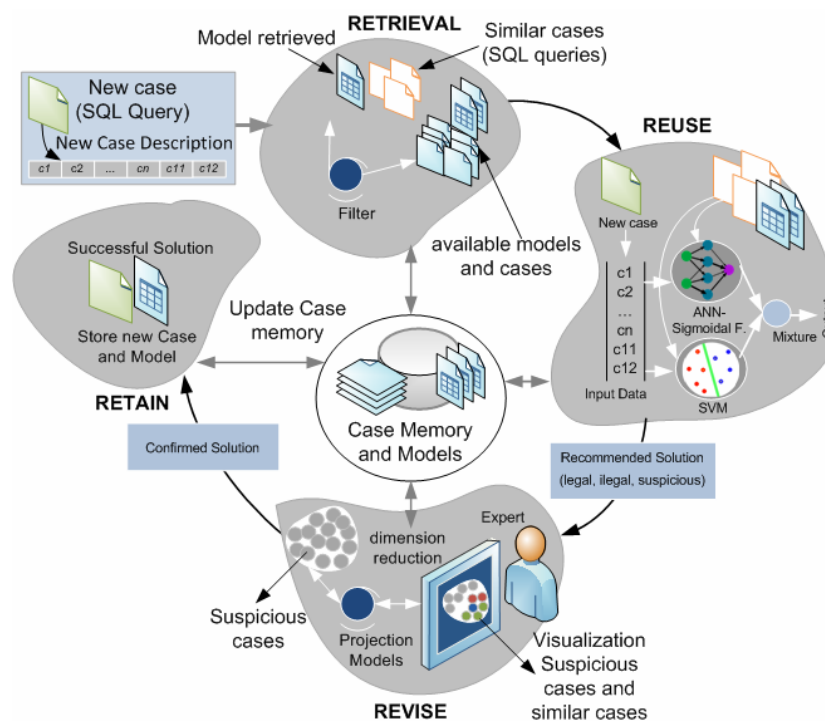 RETRIEVAL
Model retrieved
Similar cases
(SQL queries)
New case
(SQL Query)
New Case Description
c1 c2 ... cn c11 c12
Filter
available models
and cases
REUSE
New case
c1
c2
...
cn
c11
c12
Input Data
ANN-
Sigmoidal F.
SVM
Mixture
Successful Solution
Store new Case
and Model
RETAIN
Update Case
memory
Case Memory
and Models
Confirmed Solution
Recommended Solution
(legal, ilegal, suspicious)
dimension
reduction
Expert
Suspicious
cases
Projection
Models
Visualization
Suspicious
cases and
similar cases
REVISE